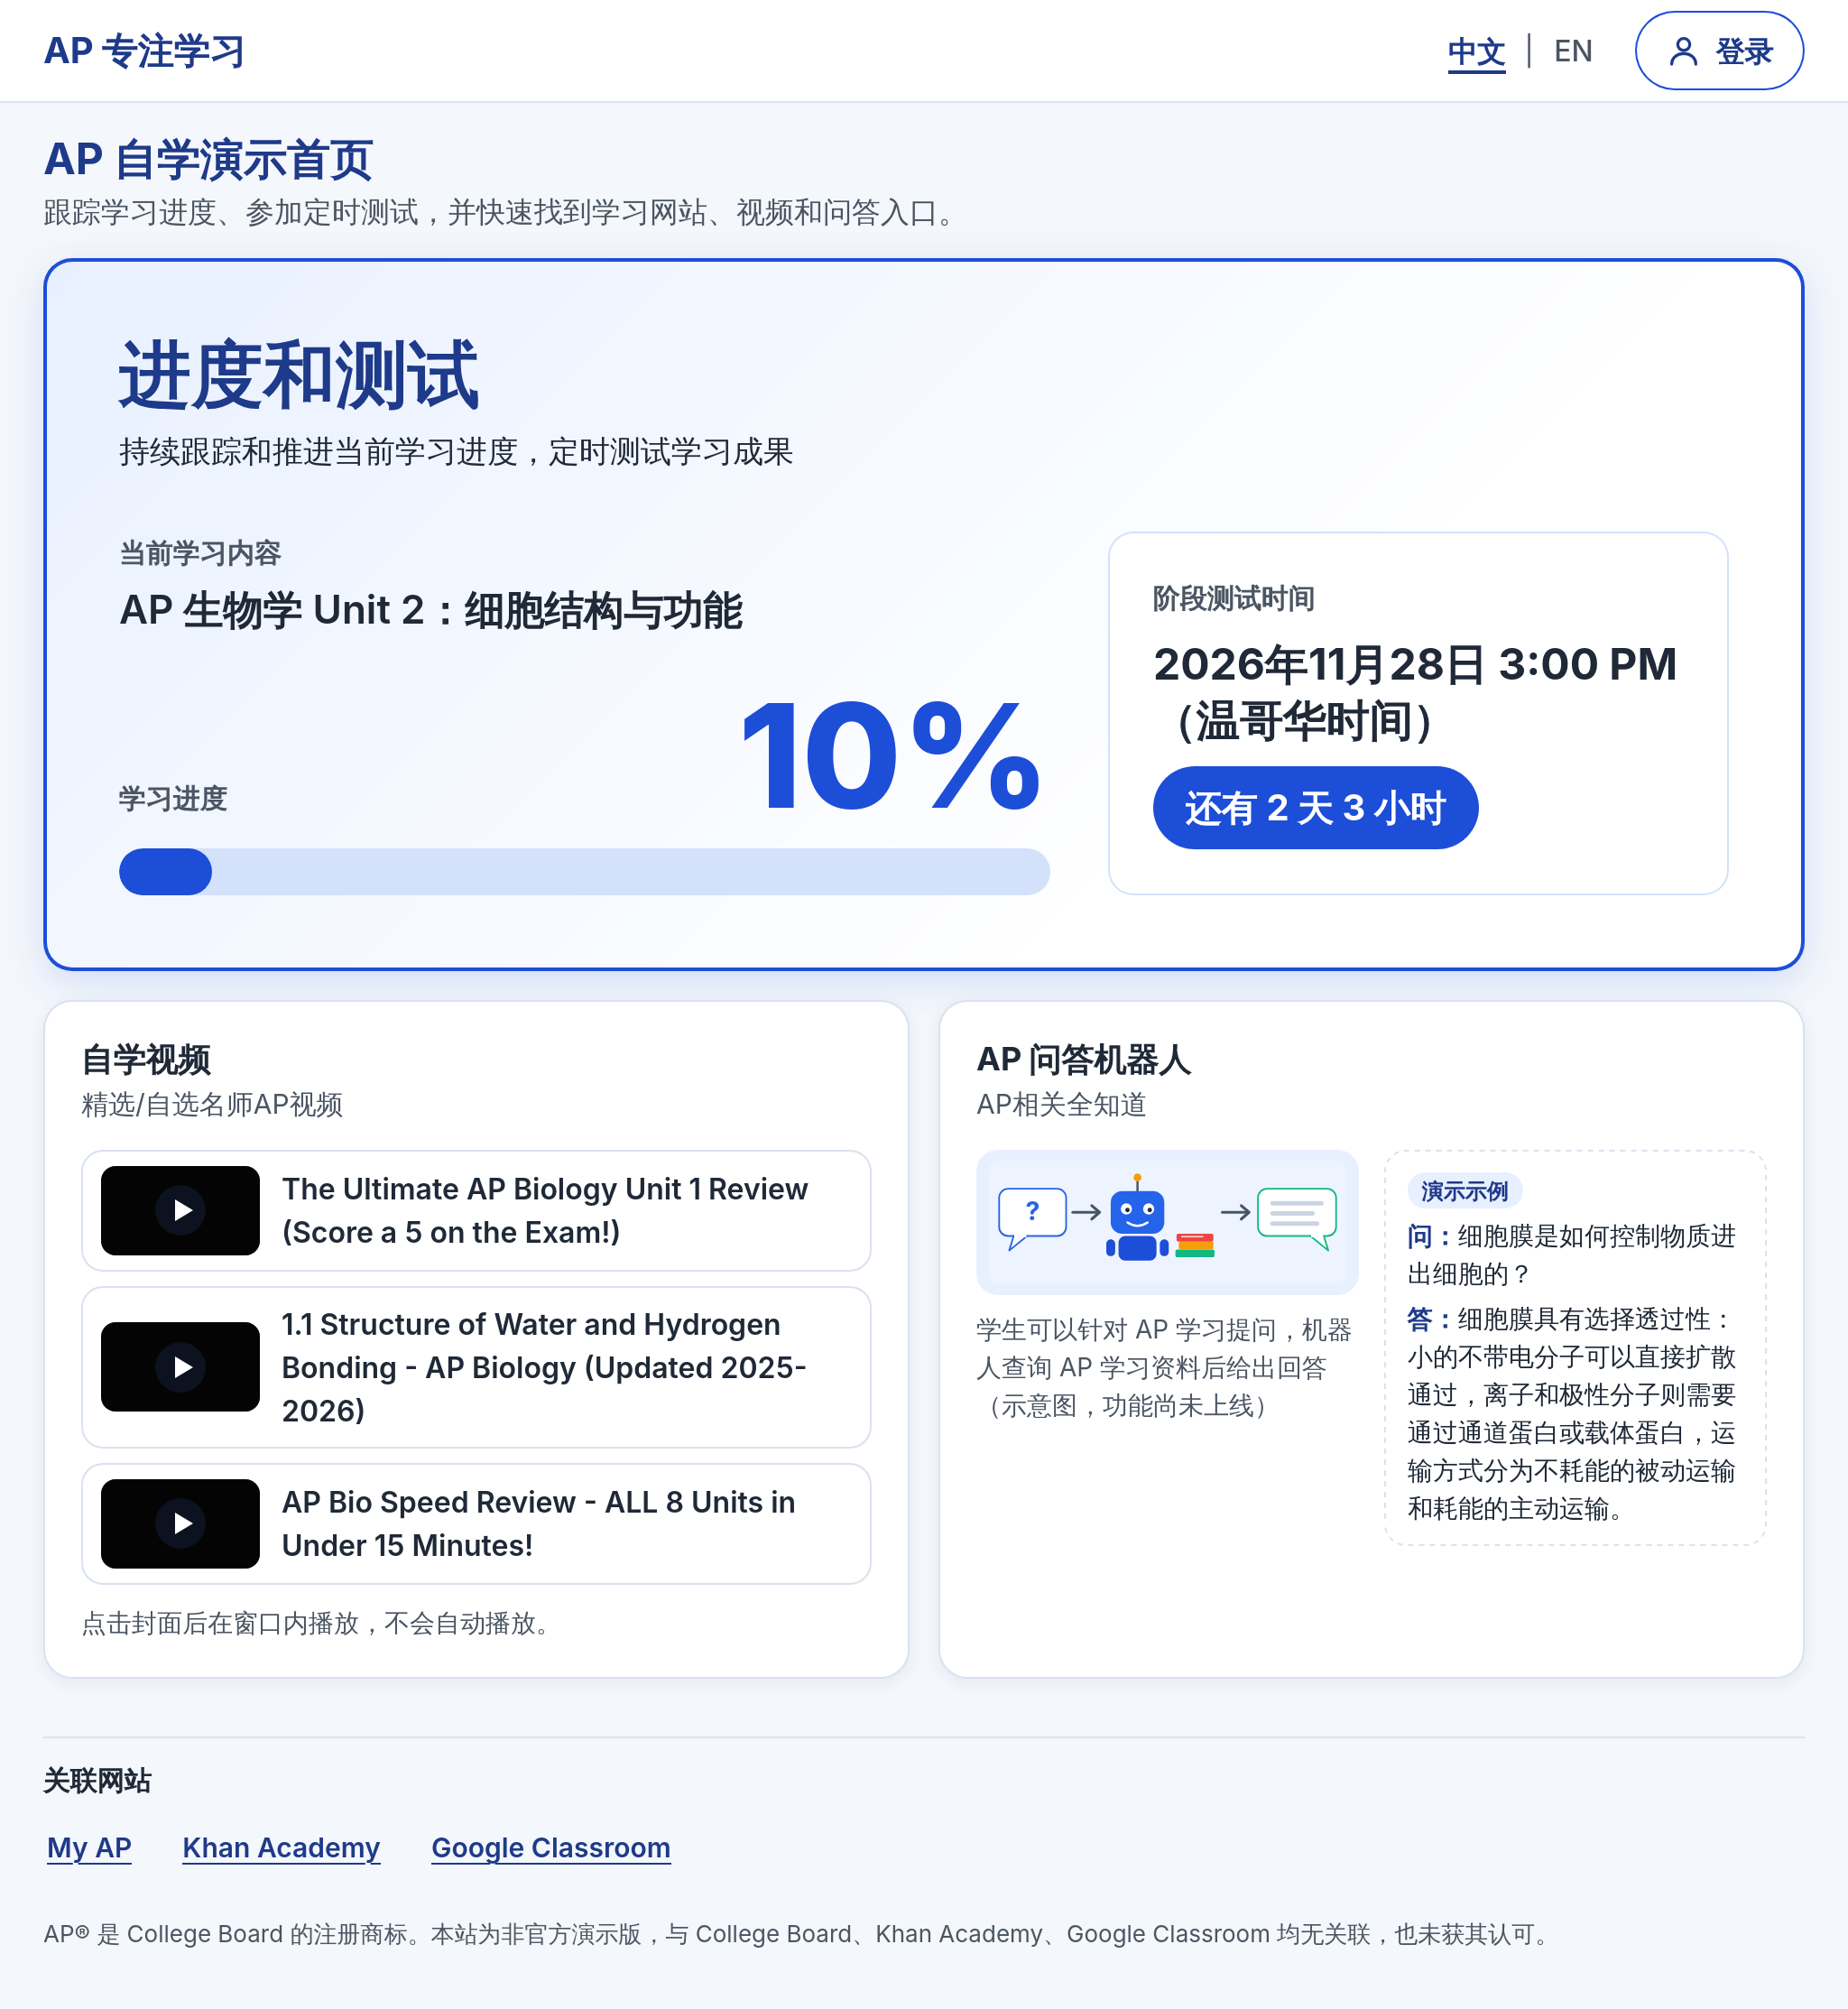 AP 专注学习
中文 | EN
登录
AP 自学演示首页
跟踪学习进度、参加定时测试，并快速找到学习网站、视频和问答入口。
进度和测试
持续跟踪和推进当前学习进度，定时测试学习成果
当前学习内容
AP 生物学 Unit 2：细胞结构与功能
学习进度
10%
阶段测试时间
2026年11月28日 3:00 PM
（温哥华时间）
还有 2 天 3 小时
自学视频
精选/自选名师AP视频
The Ultimate AP Biology Unit 1 Review
(Score a 5 on the Exam!)
1.1 Structure of Water and Hydrogen
Bonding - AP Biology (Updated 2025-
2026)
AP Bio Speed Review - ALL 8 Units in
Under 15 Minutes!
点击封面后在窗口内播放，不会自动播放。
AP 问答机器人
AP相关全知道
?
学生可以针对 AP 学习提问，机器
人查询 AP 学习资料后给出回答
（示意图，功能尚未上线）
演示示例
问：细胞膜是如何控制物质进
出细胞的？
答：细胞膜具有选择透过性：
小的不带电分子可以直接扩散
通过，离子和极性分子则需要
通过通道蛋白或载体蛋白，运
输方式分为不耗能的被动运输
和耗能的主动运输。
关联网站
My AP
Khan Academy
Google Classroom
AP® 是 College Board 的注册商标。本站为非官方演示版，与 College Board、Khan Academy、Google Classroom 均无关联，也未获其认可。